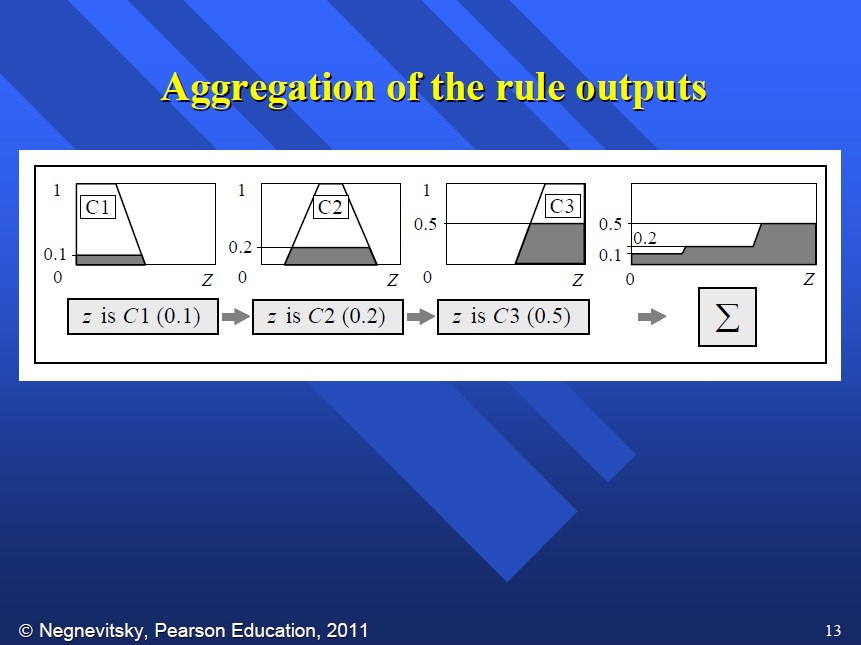 Aggregation of the rule outputs
1
C1
0.1
0
Z
1
C2
0.2
0
Z
1
C3
0.5
0
Z
0.5
0.2
0.1
0
Z
z is C1 (0.1)
z is C2 (0.2)
z is C3 (0.5)
∑
© Negnevitsky, Pearson Education, 2011
13